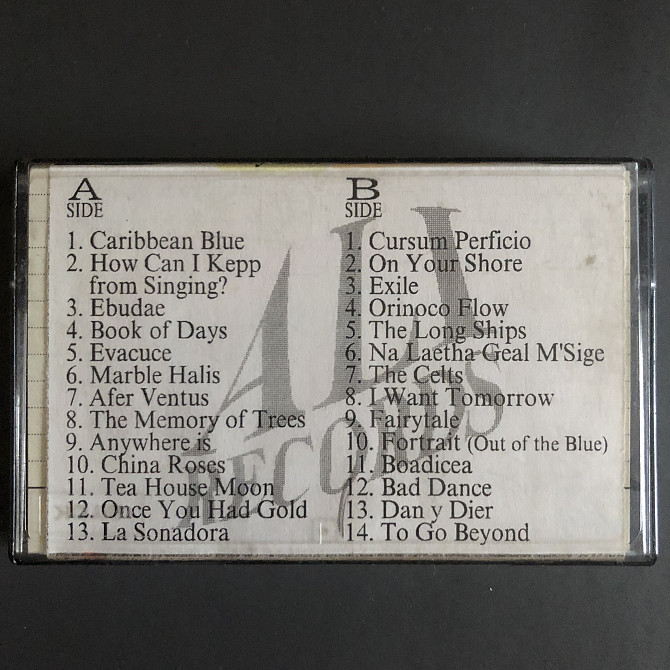 A
SIDE
1. Caribbean Blue
2. How Can I Kepp
from Singing?
3. Ebudae
4. Book of Days
5. Evacuce
6. Marble Halis
7. Afer Ventus
8. The Memory of Trees
9. Anywhere is
10. China Roses
11. Tea House Moon
12. Once You Had Gold
13. La Sonadora
B
SIDE
1. Cursum Perficio
2. On Your Shore
3. Exile
4. Orinoco Flow
5. The Long Ships
6. Na Laetha Geal M'Sige
7. The Celts
8. I Want Tomorrow
9. Fairytale
10. Fortrait (Out of the Blue)
11. Boadicea
12. Bad Dance
13. Dan y Dier
14. To Go Beyond
RECORDS